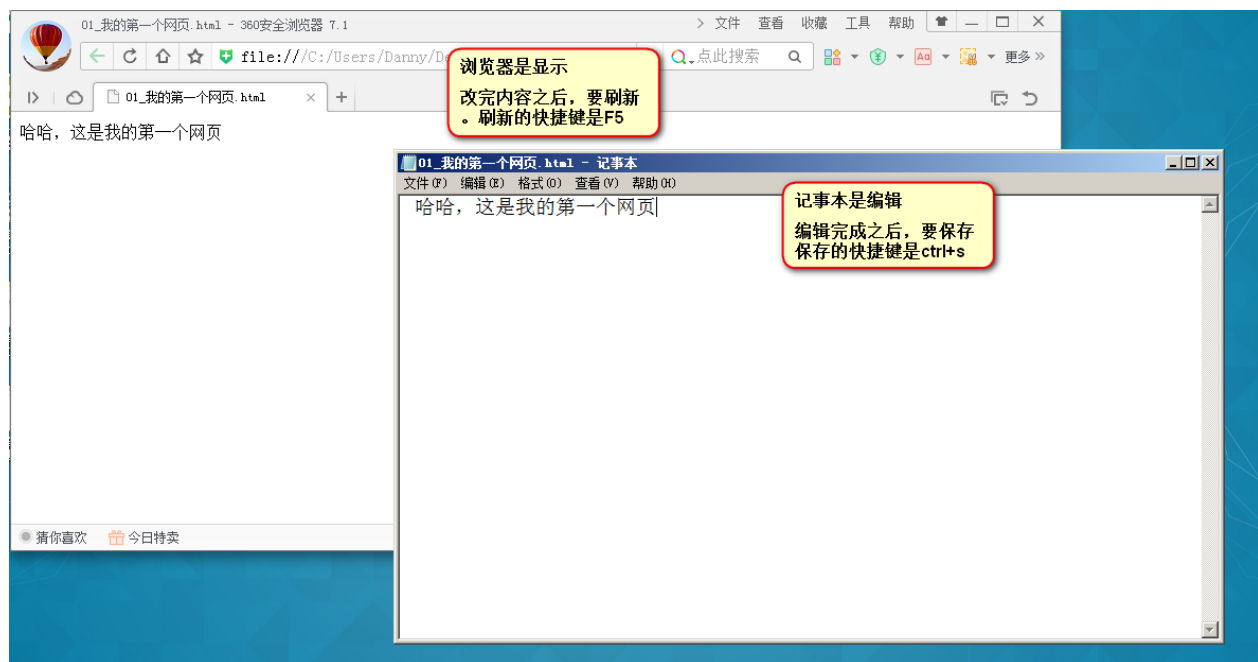 01_我的第一个网页.html - 360安全浏览器 7.1
文件 查看 收藏 工具 帮助
file:///C:/Users/Danny/De
点此搜索
更多
01_我的第一个网页.html
哈哈，这是我的第一个网页
浏览器是显示
改完内容之后，要刷新
。刷新的快捷键是F5
01_我的第一个网页.html - 记事本
文件(F) 编辑(E) 格式(O) 查看(V) 帮助(H)
哈哈，这是我的第一个网页
记事本是编辑
编辑完成之后，要保存
保存的快捷键是ctrl+s
猜你喜欢 今日特卖